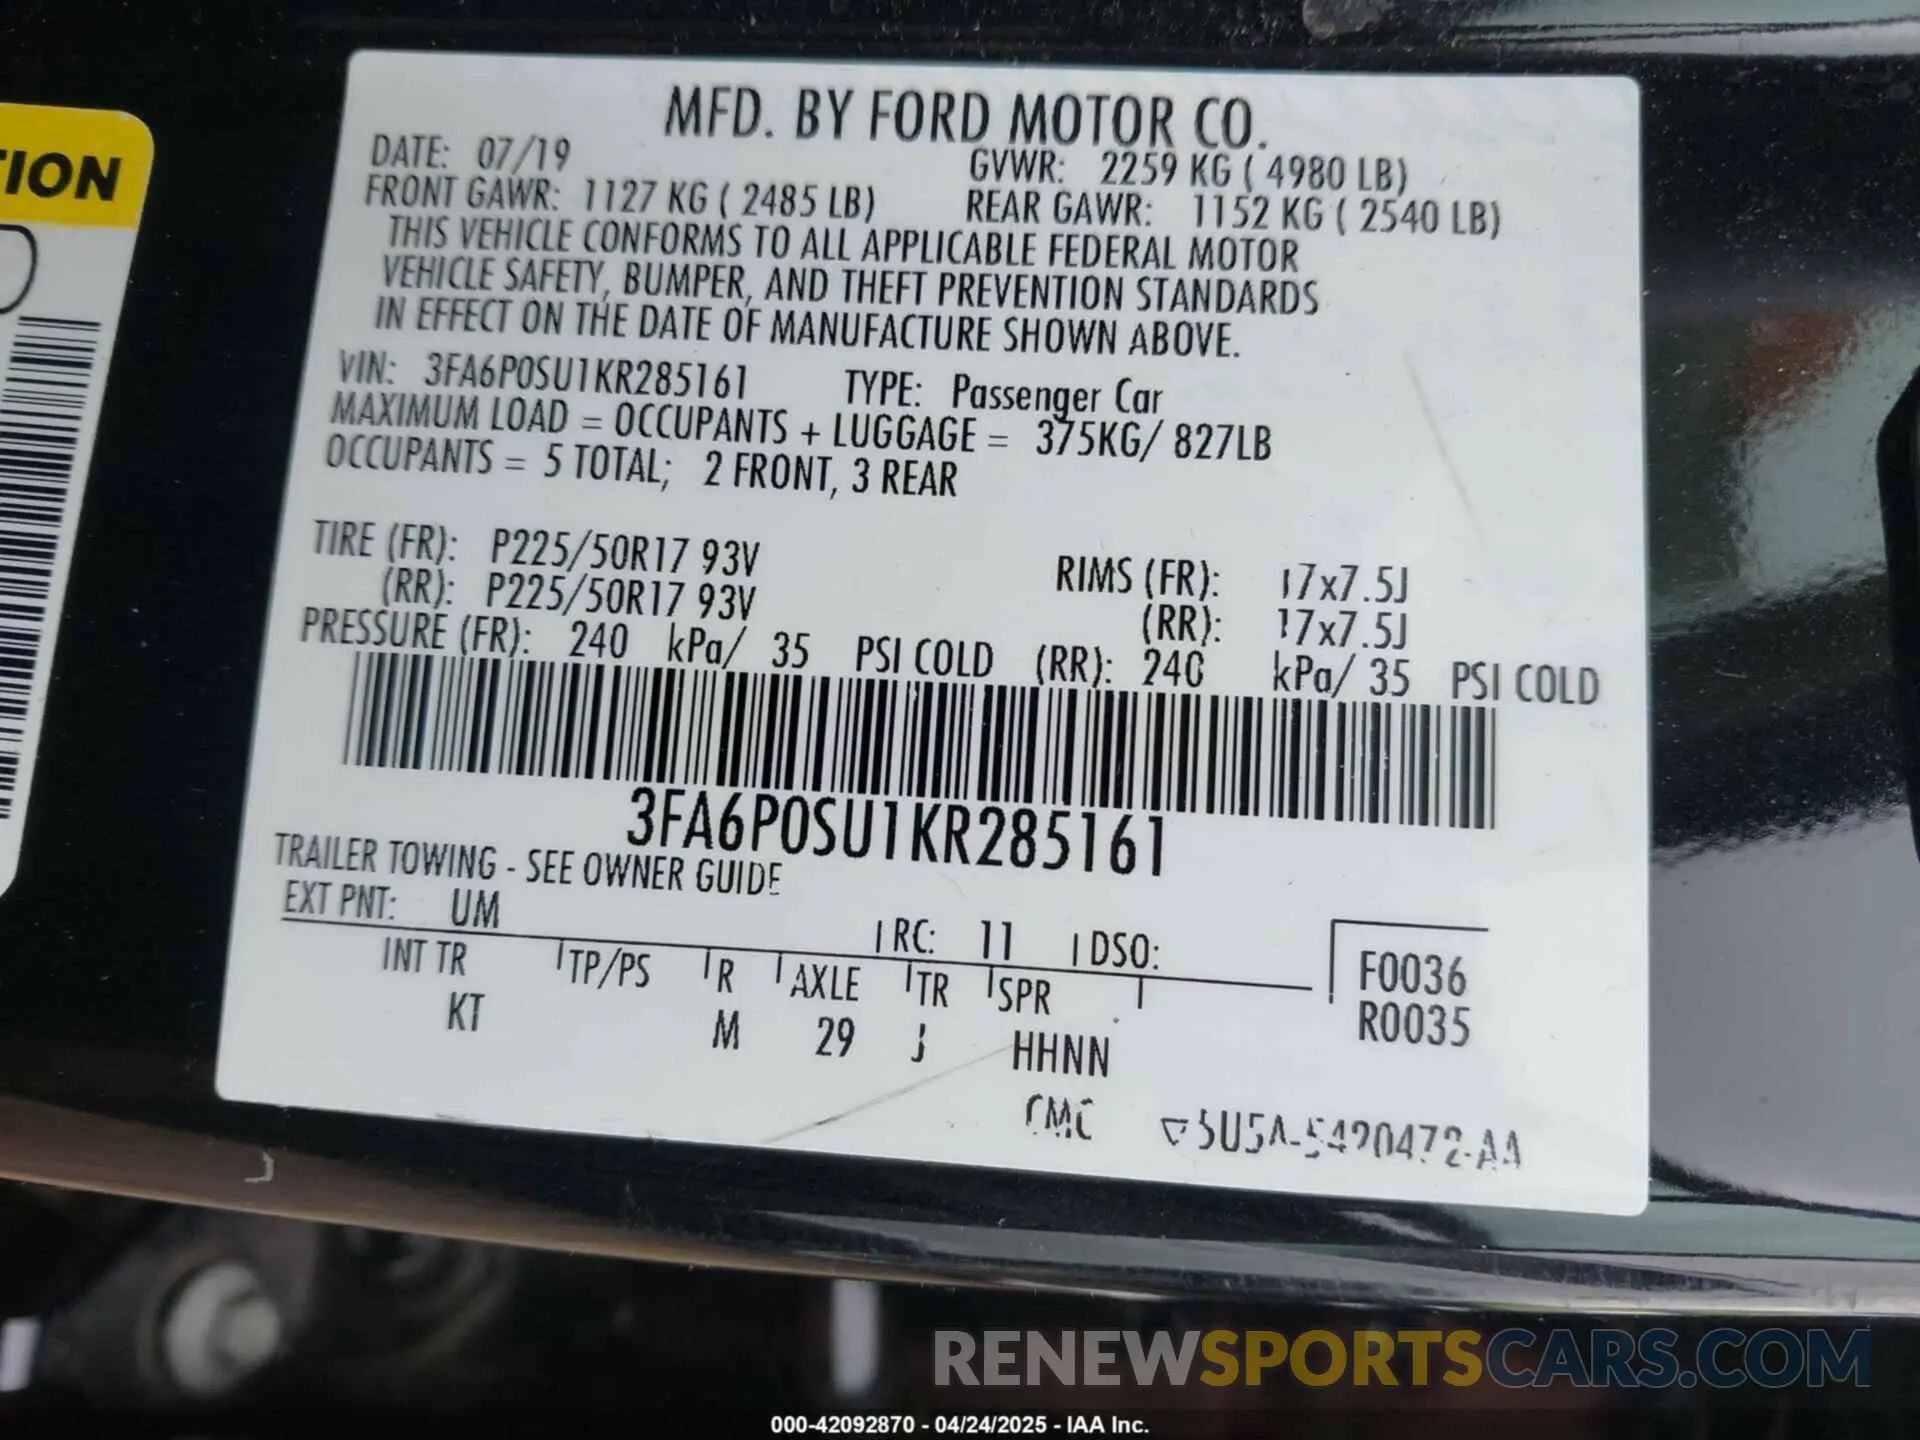 MFD. BY FORD MOTOR CO.
DATE: 07/19 GVWR: 2259 KG ( 4980 LB)
FRONT GAWR: 1127 KG ( 2485 LB) REAR GAWR: 1152 KG ( 2540 LB)
THIS VEHICLE CONFORMS TO ALL APPLICABLE FEDERAL MOTOR
VEHICLE SAFETY, BUMPER, AND THEFT PREVENTION STANDARDS
IN EFFECT ON THE DATE OF MANUFACTURE SHOWN ABOVE.
VIN: 3FA6P0SU1KR285161 TYPE: Passenger Car
MAXIMUM LOAD = OCCUPANTS + LUGGAGE = 375KG/ 827LB
OCCUPANTS = 5 TOTAL; 2 FRONT, 3 REAR
TIRE (FR): P225/50R17 93V RIMS (FR): 17x7.5J
(RR): P225/50R17 93V (RR): 17x7.5J
PRESSURE (FR): 240 kPa/ 35 PSI COLD (RR): 240 kPa/ 35 PSI COLD
3FA6P0SU1KR285161
TRAILER TOWING - SEE OWNER GUIDE
EXT PNT: UM RC: 11 DSO:
INT TR TP/PS R AXLE TR SPR
KT M 29 J HHNN
F0036
R0035
CMC 5U5A-5420472-AA
TION
RENEWSPORTSCARS.COM
000-42092870 - 04/24/2025 - IAA Inc.